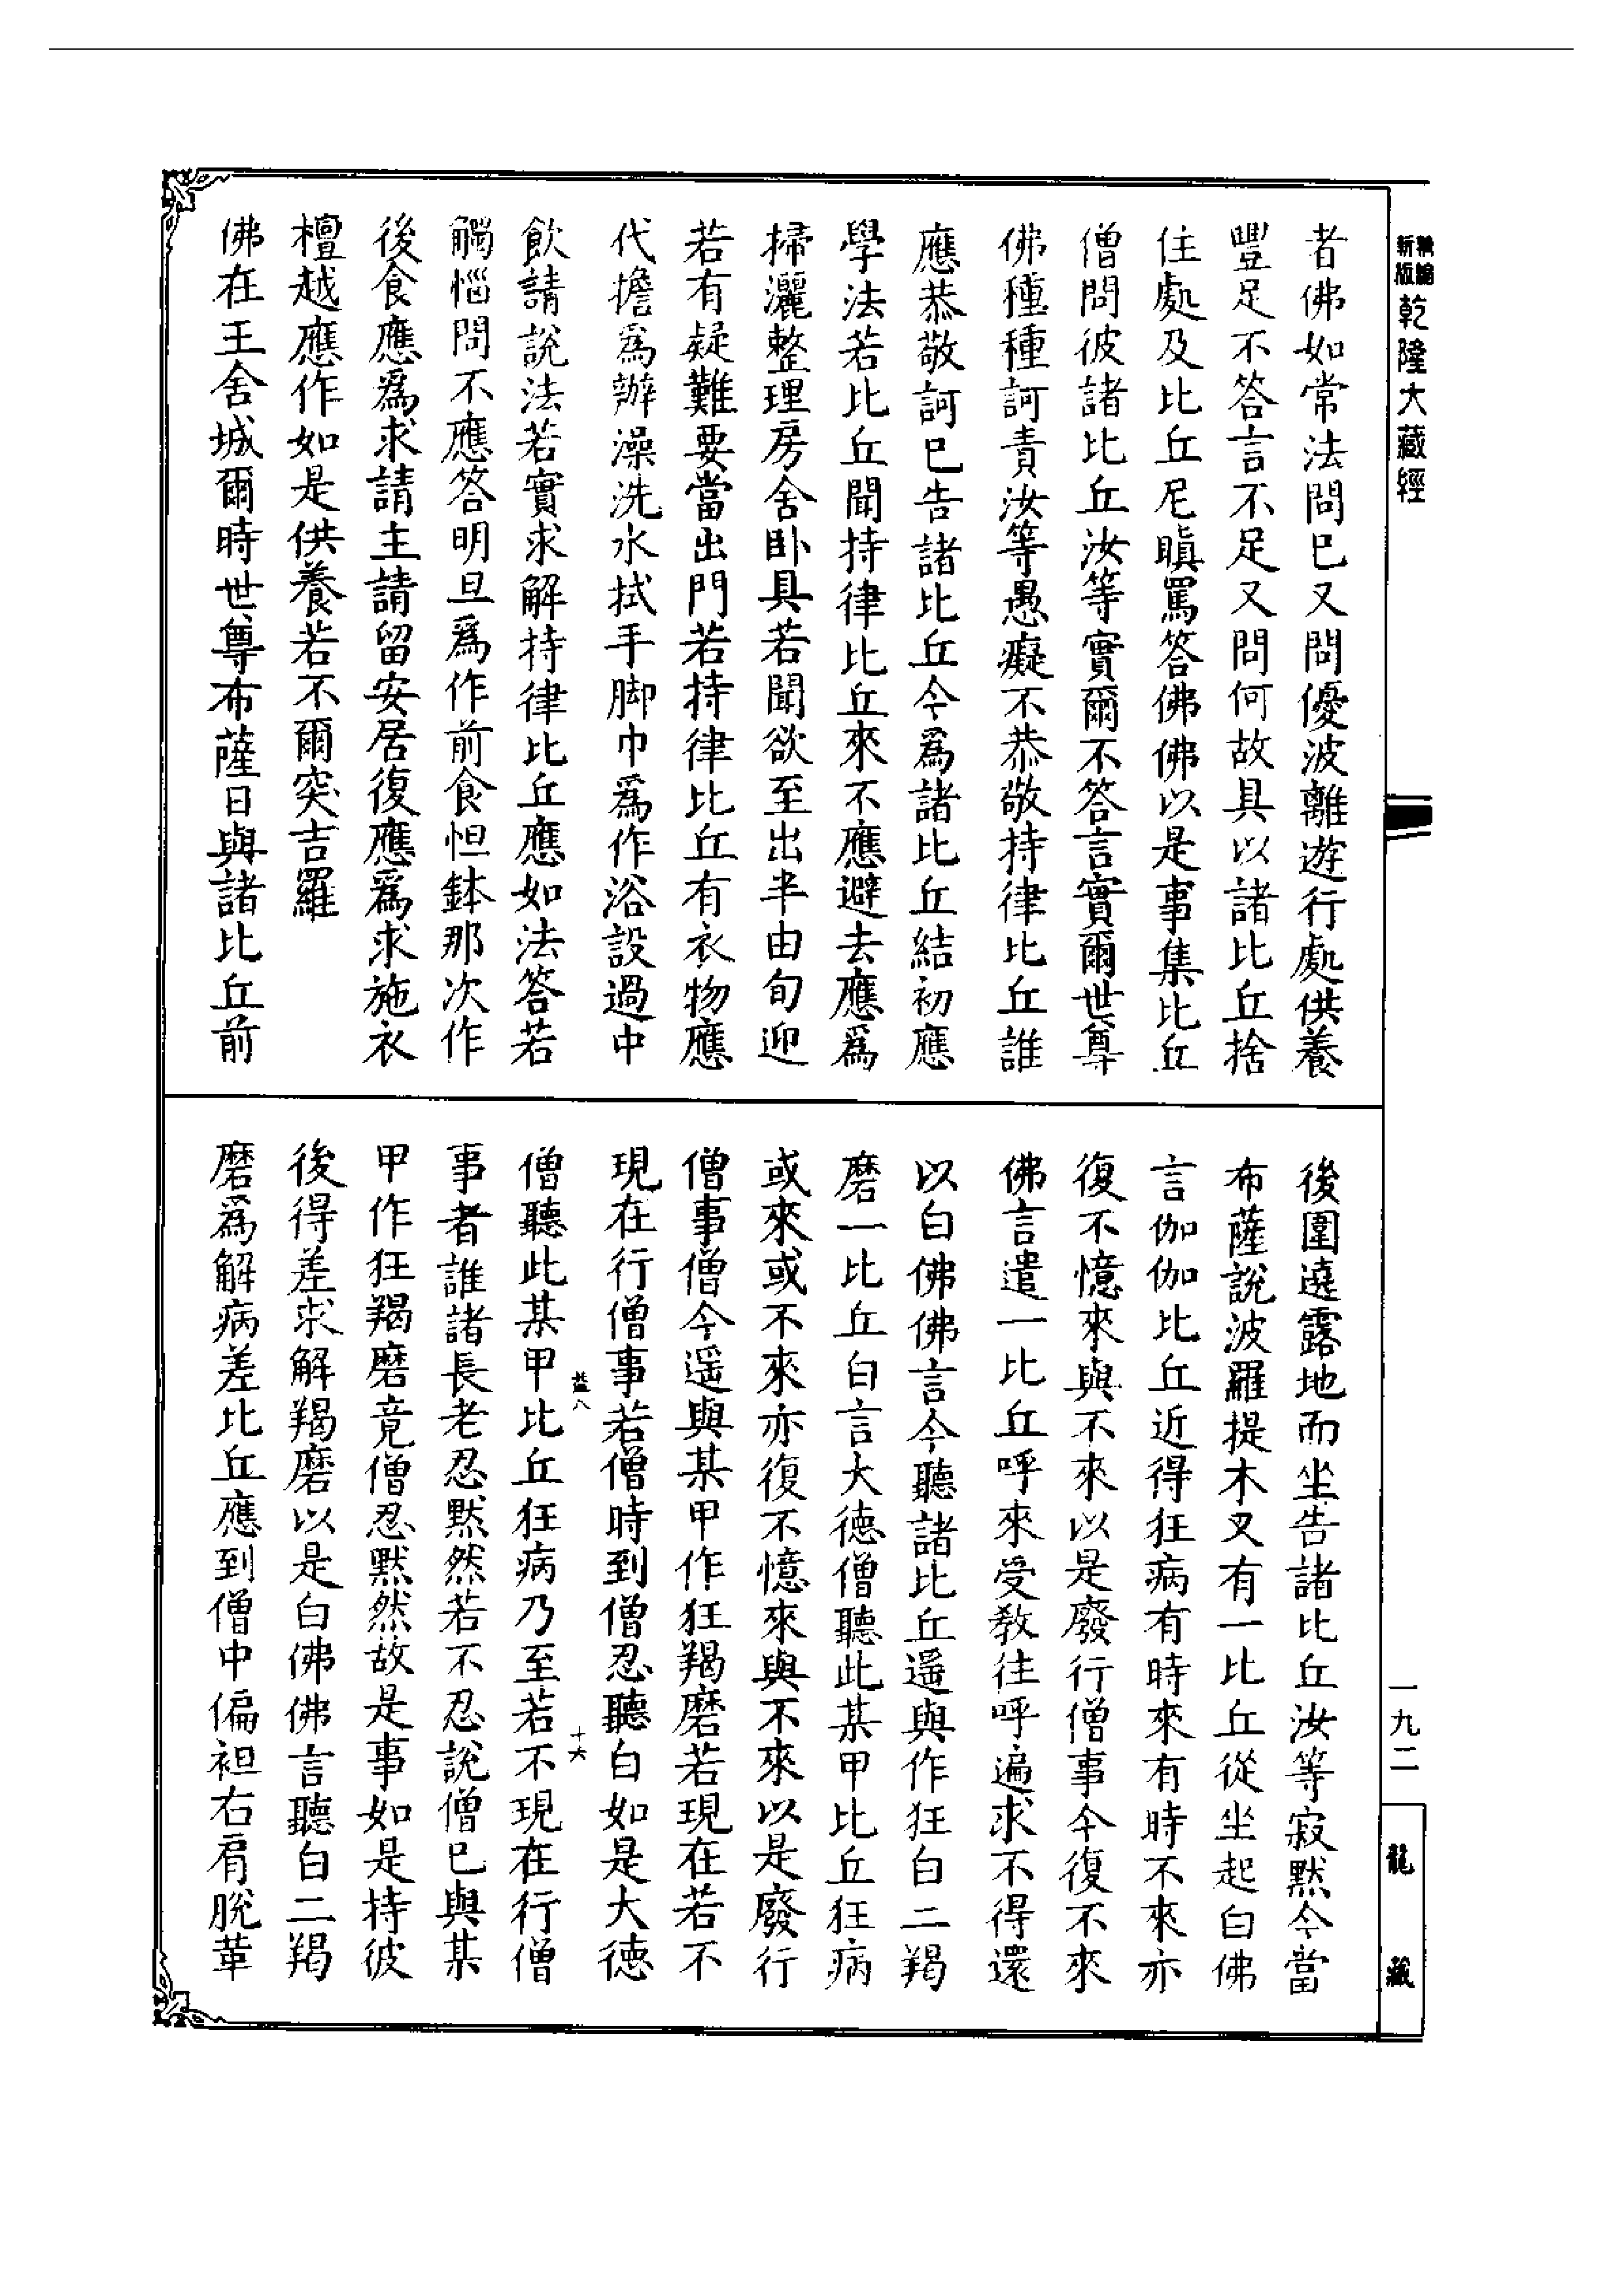 新版
乾隆大藏經
者佛如常法問已又問優波離遊行處供養
豐足不答言不足又問何故具以諸比丘捨
住處及比丘尼瞋罵答佛佛以是事集比丘
僧問彼諸比丘汝等實爾不答言實爾世尊
佛種種訶責汝等愚癡不恭敬持律比丘誰
應恭敬訶已告諸比丘今為諸比丘結初應
學法若比丘聞持律比丘來不應避去應為
掃灑整理房舍卧具若聞欲至出半由旬迎
若有疑難要當出門若持律比丘有衣物應
代擔為辦澡洗水拭手脚巾為作浴設過中
飲請說法若實求解持律比丘應如法答若
觸惱問不應答明旦為作前食怛鉢那次作
後食應為求請主請留安居復應為求施衣
檀越應作如是供養若不爾突吉羅
佛在王舍城爾時世尊布薩日與諸比丘前
後圍遶露地而坐告諸比丘汝等寂默今當
布薩說波羅提木叉有一比丘從坐起白佛
言伽伽比丘近得狂病有時來有時不來亦
復不憶來與不來以是廢行僧事今復不來
佛言遣一比丘呼來受教往呼遍求不得還
以白佛佛言今聽諸比丘遥與作狂白二羯
磨一比丘白言大德僧聽此某甲比丘狂病
或來或不來亦復不憶來與不來以是廢行
僧事僧今遥與某甲作狂羯磨若現在若不
現在行僧事若僧時到僧忍聽白如是大德
益八
十六
僧聽此某甲比丘狂病乃至若不現在行僧
事者誰諸長老忍默然若不忍說僧已與某
甲作狂羯磨竟僧忍默然故是事如是持彼
後得差求解羯磨以是白佛佛言聽白二羯
磨為解病差比丘應到僧中偏袒右肩脫革
一九二
龍
藏